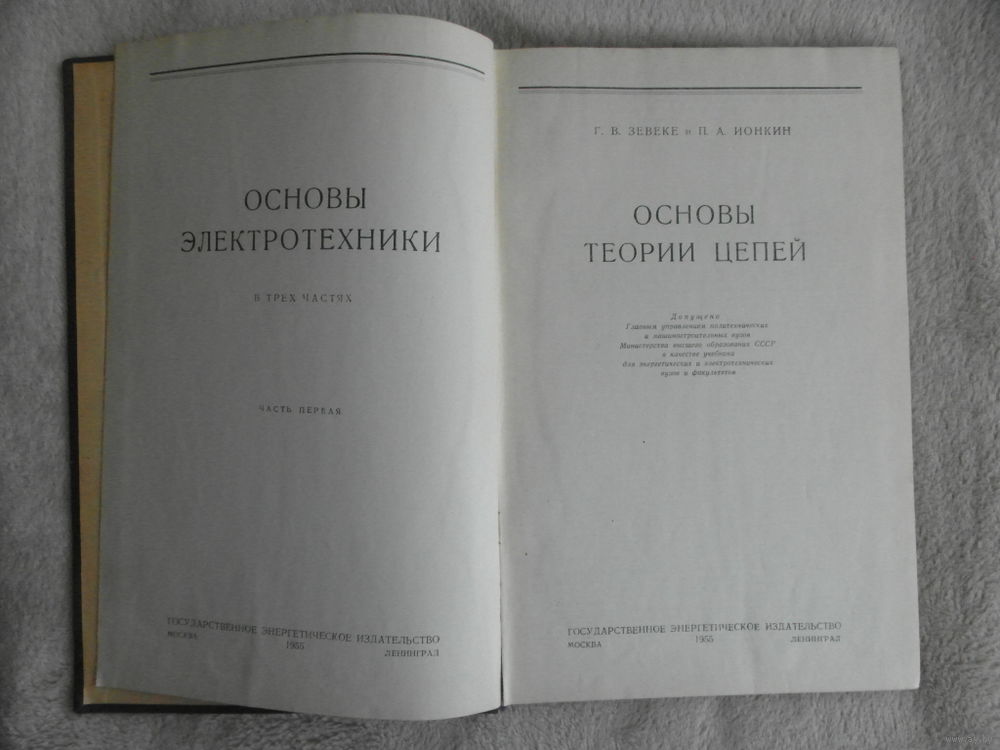 ОСНОВЫ
ЭЛЕКТРОТЕХНИКИ
В ТРЕХ ЧАСТЯХ
ЧАСТЬ ПЕРВАЯ
ГОСУДАРСТВЕННОЕ ЭНЕРГЕТИЧЕСКОЕ ИЗДАТЕЛЬСТВО
МОСКВА 1955 ЛЕНИНГРАД
Г. В. ЗЕВЕКЕ и П. А. ИОНКИН
ОСНОВЫ
ТЕОРИИ ЦЕПЕЙ
Допущено
Главным управлением политехнических
и машиностроительных вузов
Министерства высшего образования СССР
в качестве учебника
для энергетических и электротехнических
вузов и факультетов
ГОСУДАРСТВЕННОЕ ЭНЕРГЕТИЧЕСКОЕ ИЗДАТЕЛЬСТВО
МОСКВА 1955 ЛЕНИНГРАД